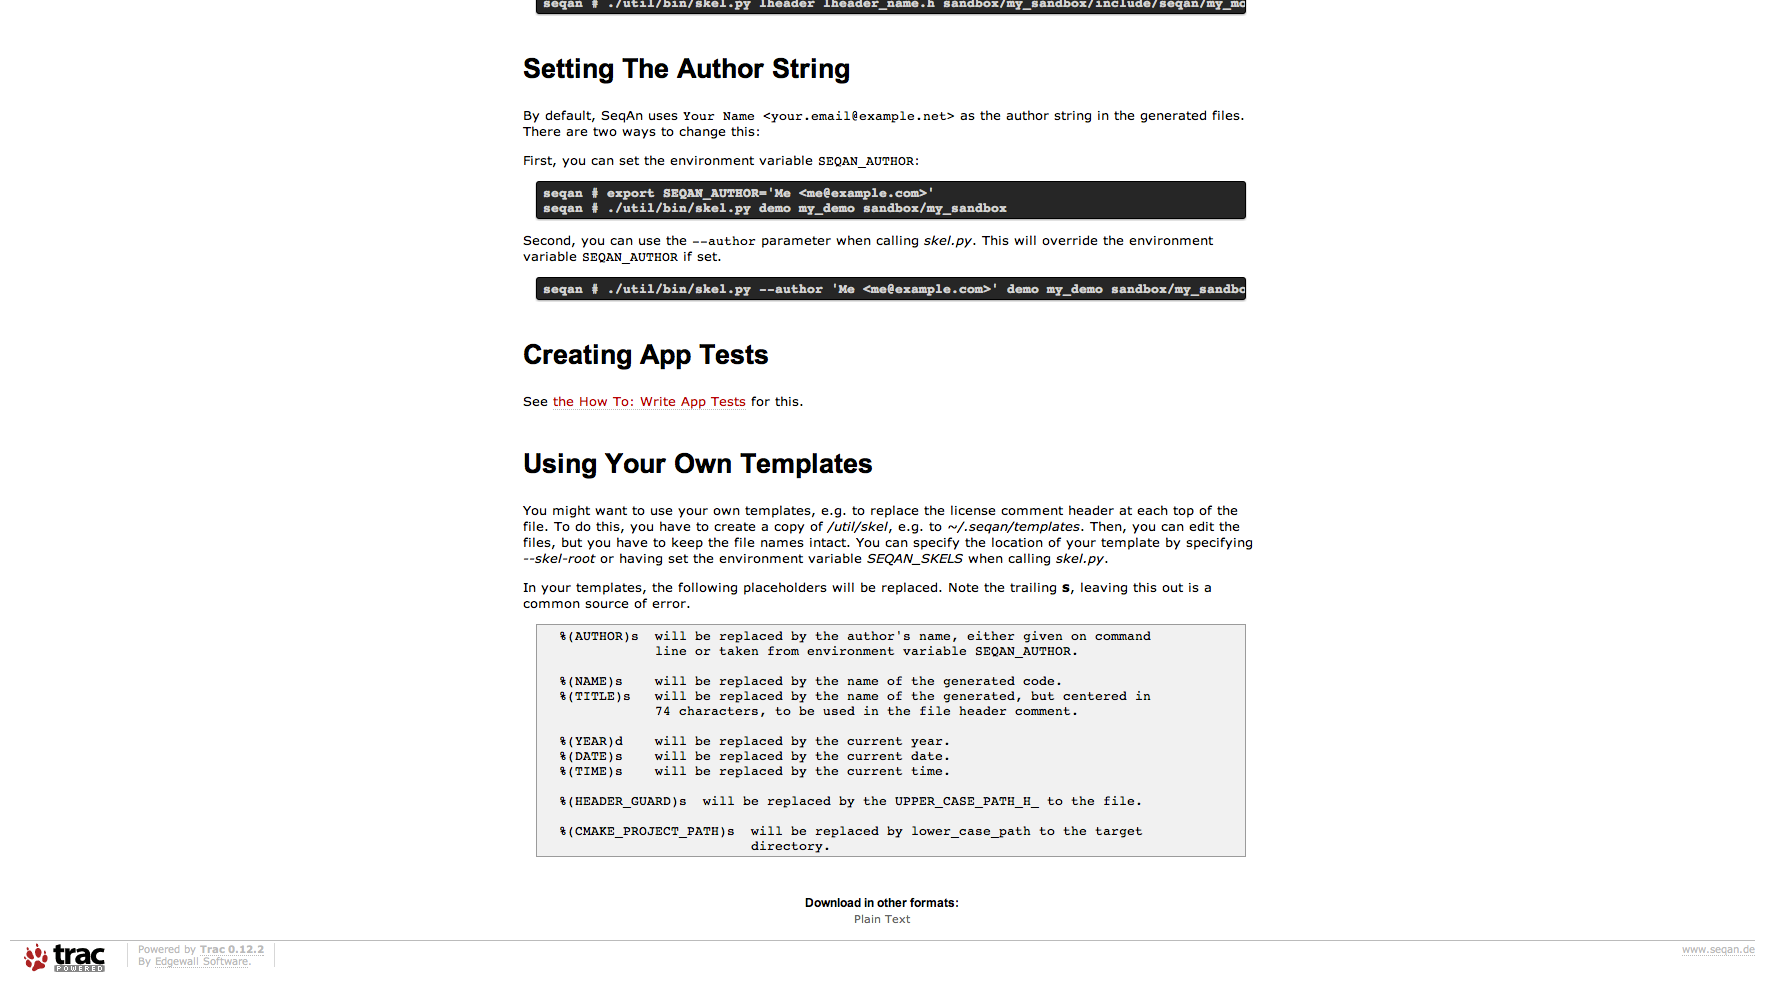 seqan # ./util/bin/skel.py lheader lheader_name.h sandbox/my_sandbox/include/seqan/my_mo
Setting The Author String
By default, SeqAn uses Your Name <your.email@example.net> as the author string in the generated files.
There are two ways to change this:
First, you can set the environment variable SEQAN_AUTHOR:
seqan # export SEQAN_AUTHOR='Me <me@example.com>'
seqan # ./util/bin/skel.py demo my_demo sandbox/my_sandbox
Second, you can use the --author parameter when calling skel.py. This will override the environment
variable SEQAN_AUTHOR if set.
seqan # ./util/bin/skel.py --author 'Me <me@example.com>' demo my_demo sandbox/my_sandbo
Creating App Tests
See the How To: Write App Tests for this.
Using Your Own Templates
You might want to use your own templates, e.g. to replace the license comment header at each top of the
file. To do this, you have to create a copy of /util/skel, e.g. to ~/.seqan/templates. Then, you can edit the
files, but you have to keep the file names intact. You can specify the location of your template by specifying
--skel-root or having set the environment variable SEQAN_SKELS when calling skel.py.
In your templates, the following placeholders will be replaced. Note the trailing s, leaving this out is a
common source of error.
%(AUTHOR)s  will be replaced by the author's name, either given on command
line or taken from environment variable SEQAN_AUTHOR.
%(NAME)s    will be replaced by the name of the generated code.
%(TITLE)s   will be replaced by the name of the generated, but centered in
74 characters, to be used in the file header comment.
%(YEAR)d    will be replaced by the current year.
%(DATE)s    will be replaced by the current date.
%(TIME)s    will be replaced by the current time.
%(HEADER_GUARD)s  will be replaced by the UPPER_CASE_PATH_H_ to the file.
%(CMAKE_PROJECT_PATH)s  will be replaced by lower_case_path to the target
directory.
Download in other formats:
Plain Text
trac
POWERED
Powered by Trac 0.12.2
By Edgewall Software.
www.seqan.de